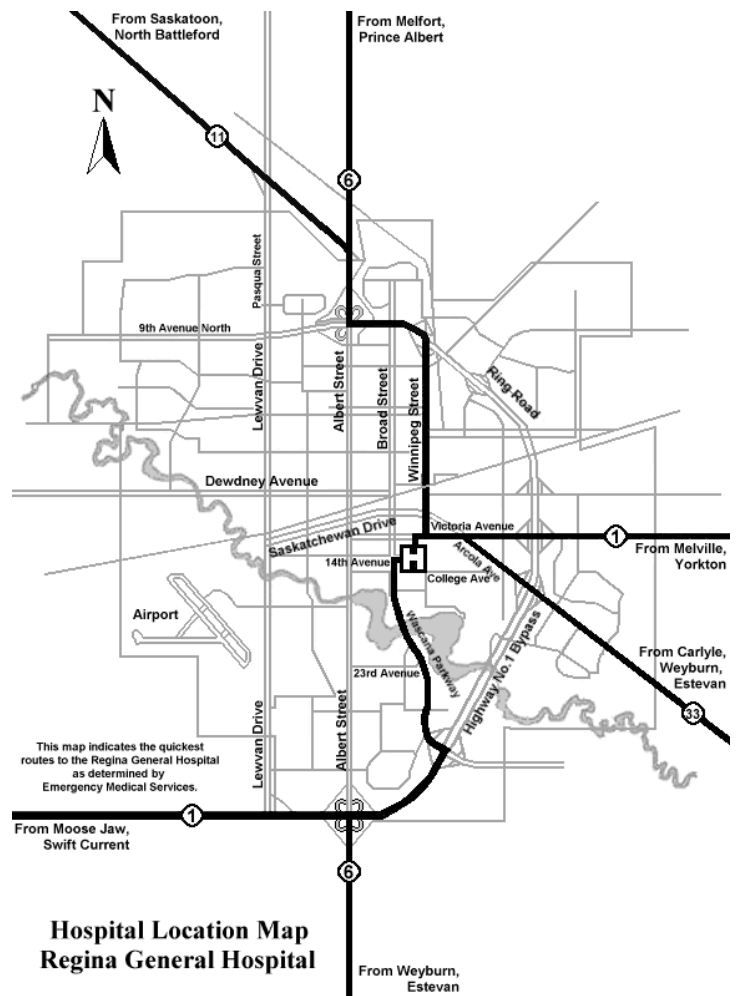 From Saskatoon,
North Battleford
From Melfort,
Prince Albert
N
11
6
Pasqua Street
9th Avenue North
Lewvan Drive
Albert Street
Broad Street
Winnipeg Street
Ring Road
Dewdney Avenue
Saskatchewan Drive
Victoria Avenue
1
From Melville,
Yorkton
14th Avenue
H
Arcola Ave
College Ave
Airport
Wascana Parkway
23rd Avenue
Highway No.1 Bypass
From Carlyle,
Weyburn,
Estevan
33
Lewvan Drive
Albert Street
This map indicates the quickest
routes to the Regina General Hospital
as determined by
Emergency Medical Services.
1
From Moose Jaw,
Swift Current
6
Hospital Location Map
Regina General Hospital
From Weyburn,
Estevan